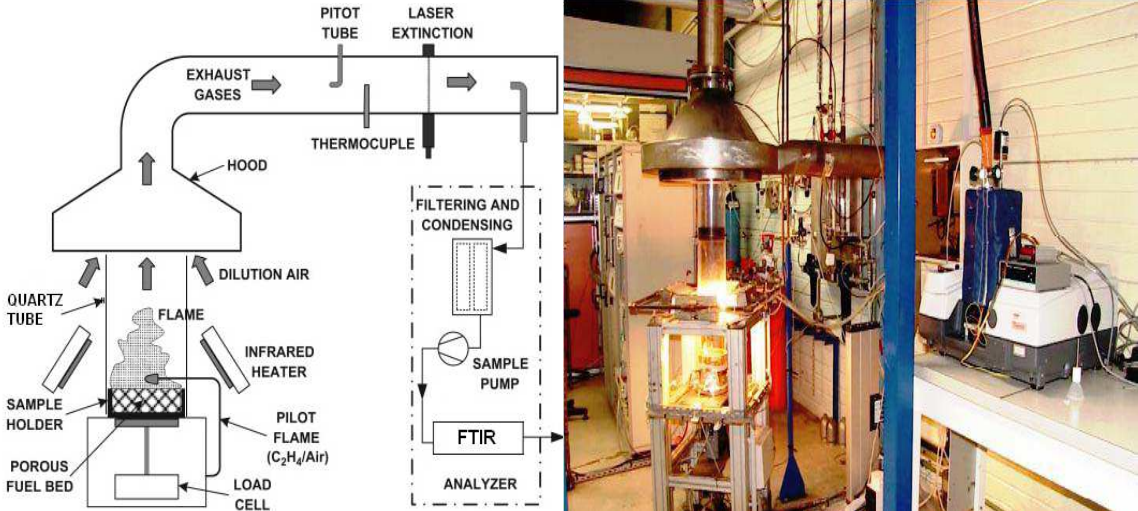 PITOT
TUBE
LASER
EXTINCTION
EXHAUST
GASES
THERMOCUPLE
HOOD
FILTERING AND
CONDENSING
DILUTION AIR
QUARTZ
TUBE
FLAME
INFRARED
HEATER
SAMPLE
PUMP
SAMPLE
HOLDER
PILOT
FLAME
(C₂H₄/Air)
FTIR
POROUS
FUEL BED
LOAD
CELL
ANALYZER